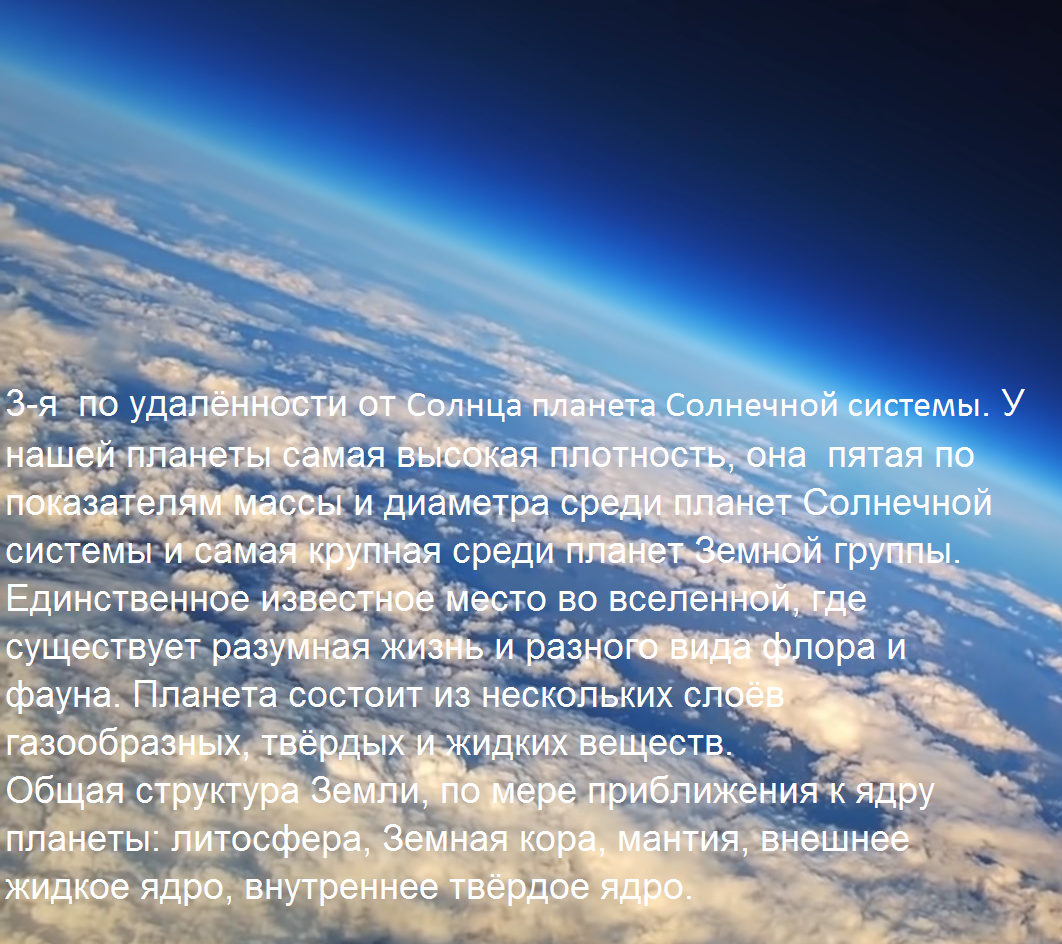 3-я  по удалённости от Солнца планета Солнечной системы. У
нашей планеты самая высокая плотность, она  пятая по
показателям массы и диаметра среди планет Солнечной
системы и самая крупная среди планет Земной группы.
Единственное известное место во вселенной, где
существует разумная жизнь и разного вида флора и
фауна. Планета состоит из нескольких слоёв
газообразных, твёрдых и жидких веществ.
Общая структура Земли, по мере приближения к ядру
планеты: литосфера, Земная кора, мантия, внешнее
жидкое ядро, внутреннее твёрдое ядро.